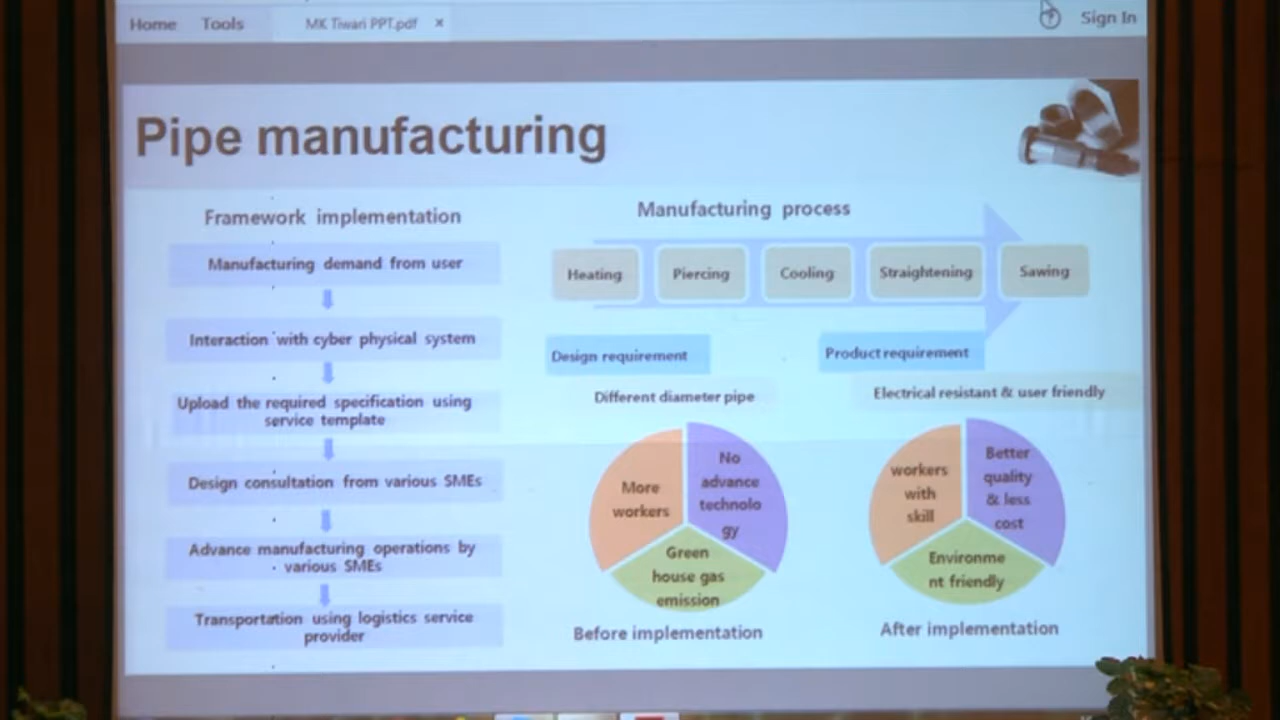 Home Tools MK Tiwari PPT.pdf × Sign In
Pipe manufacturing
Framework implementation
Manufacturing demand from user
Interaction with cyber physical system
Upload the required specification using
service template
Design consultation from various SMEs
Advance manufacturing operations by
various SMEs
Transportation using logistics service
provider
Manufacturing process
Heating
Piercing
Cooling
Straightening
Sawing
Design requirement
Product requirement
Different diameter pipe
Electrical resistant & user friendly
More
workers
No
advance
technolo
gy
Green
house gas
emission
Before implementation
workers
with
skill
Better
quality
& less
cost
Environme
nt friendly
After implementation